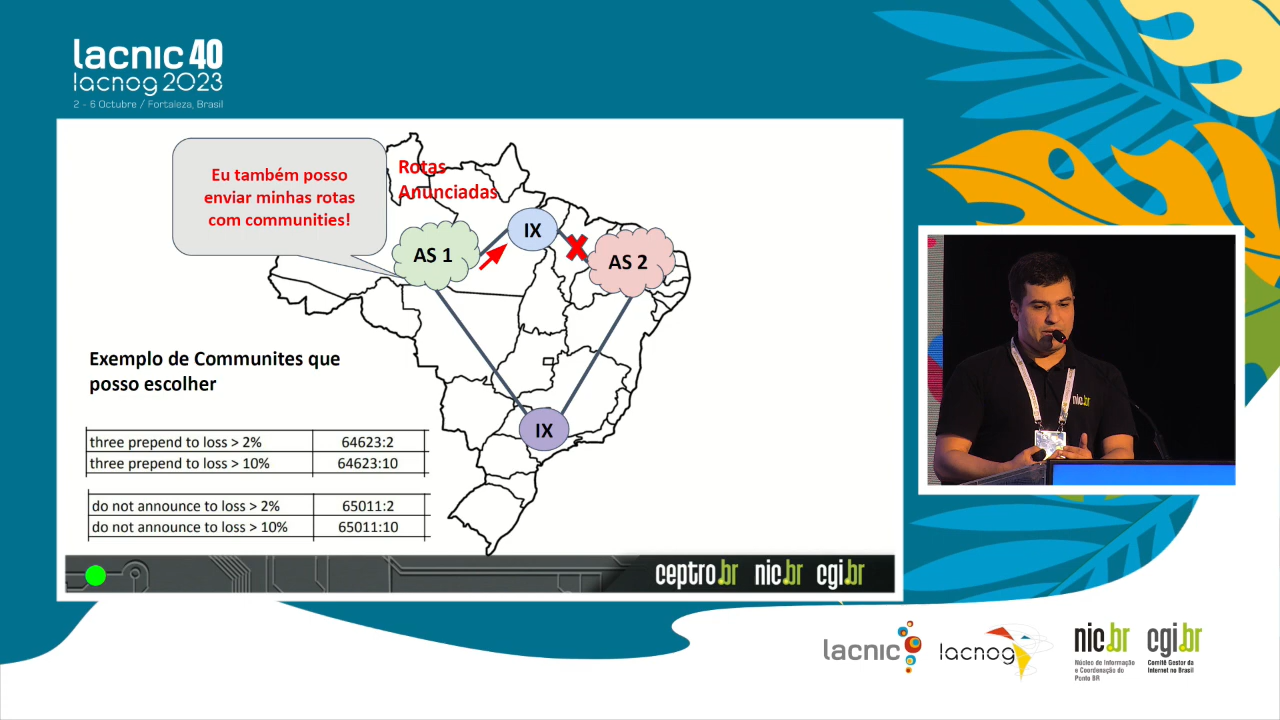 lacnic 40
lacnog 2023
2 - 6 Octubre / Fortaleza, Brasil
Eu também posso
enviar minhas rotas
com communities!
Rotas
Anunciadas
IX
AS 1
AS 2
IX
Exemplo de Communites que
posso escolher
three prepend to loss > 2% 64623:2
three prepend to loss > 10% 64623:10
do not announce to loss > 2% 65011:2
do not announce to loss > 10% 65011:10
ceptro.br nic.br cgi.br
nic.br
lacnic
lacnog
nic.br
Núcleo de Informação
e Coordenação do
Ponto BR
cgi.br
Comitê Gestor da
Internet no Brasil